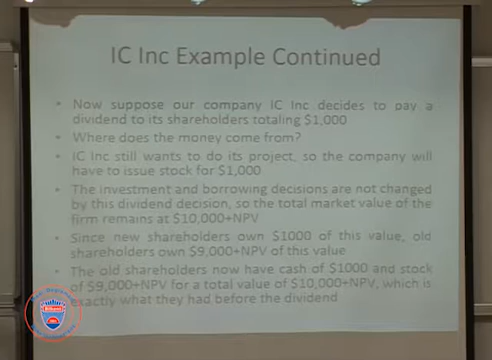 IC Inc Example Continued
• Now suppose our company IC Inc decides to pay a
dividend to its shareholders totaling $1,000
• Where does the money come from?
• IC Inc still wants to do its project, so the company will
have to issue stock for $1,000
• The investment and borrowing decisions are not changed
by this dividend decision, so the total market value of the
firm remains at $10,000+NPV
• Since new shareholders own $1000 of this value, old
shareholders own $9,000+NPV of this value
• The old shareholders now have cash of $1000 and stock
of $9,000+NPV for a total value of $10,000+NPV, which is
exactly what they had before the dividend